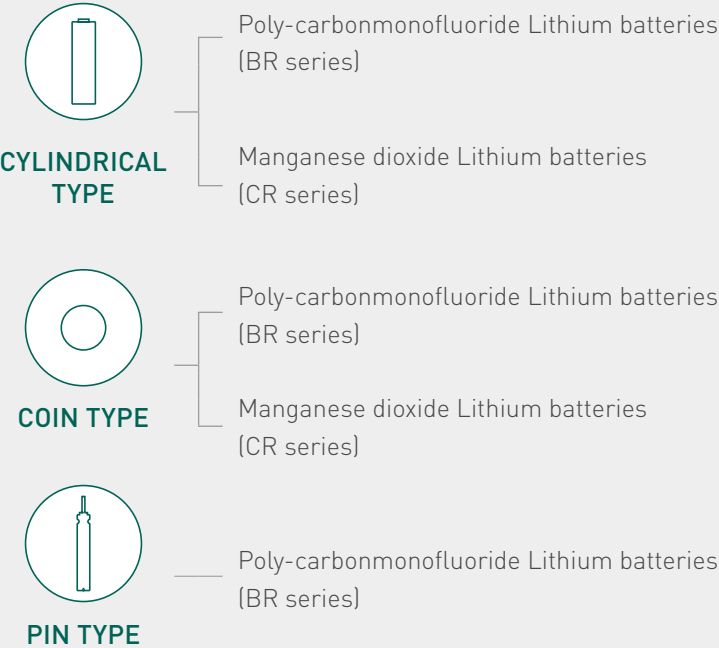 CYLINDRICAL
TYPE
Poly-carbonmonofluoride Lithium batteries
(BR series)
Manganese dioxide Lithium batteries
(CR series)
COIN TYPE
Poly-carbonmonofluoride Lithium batteries
(BR series)
Manganese dioxide Lithium batteries
(CR series)
PIN TYPE
Poly-carbonmonofluoride Lithium batteries
(BR series)